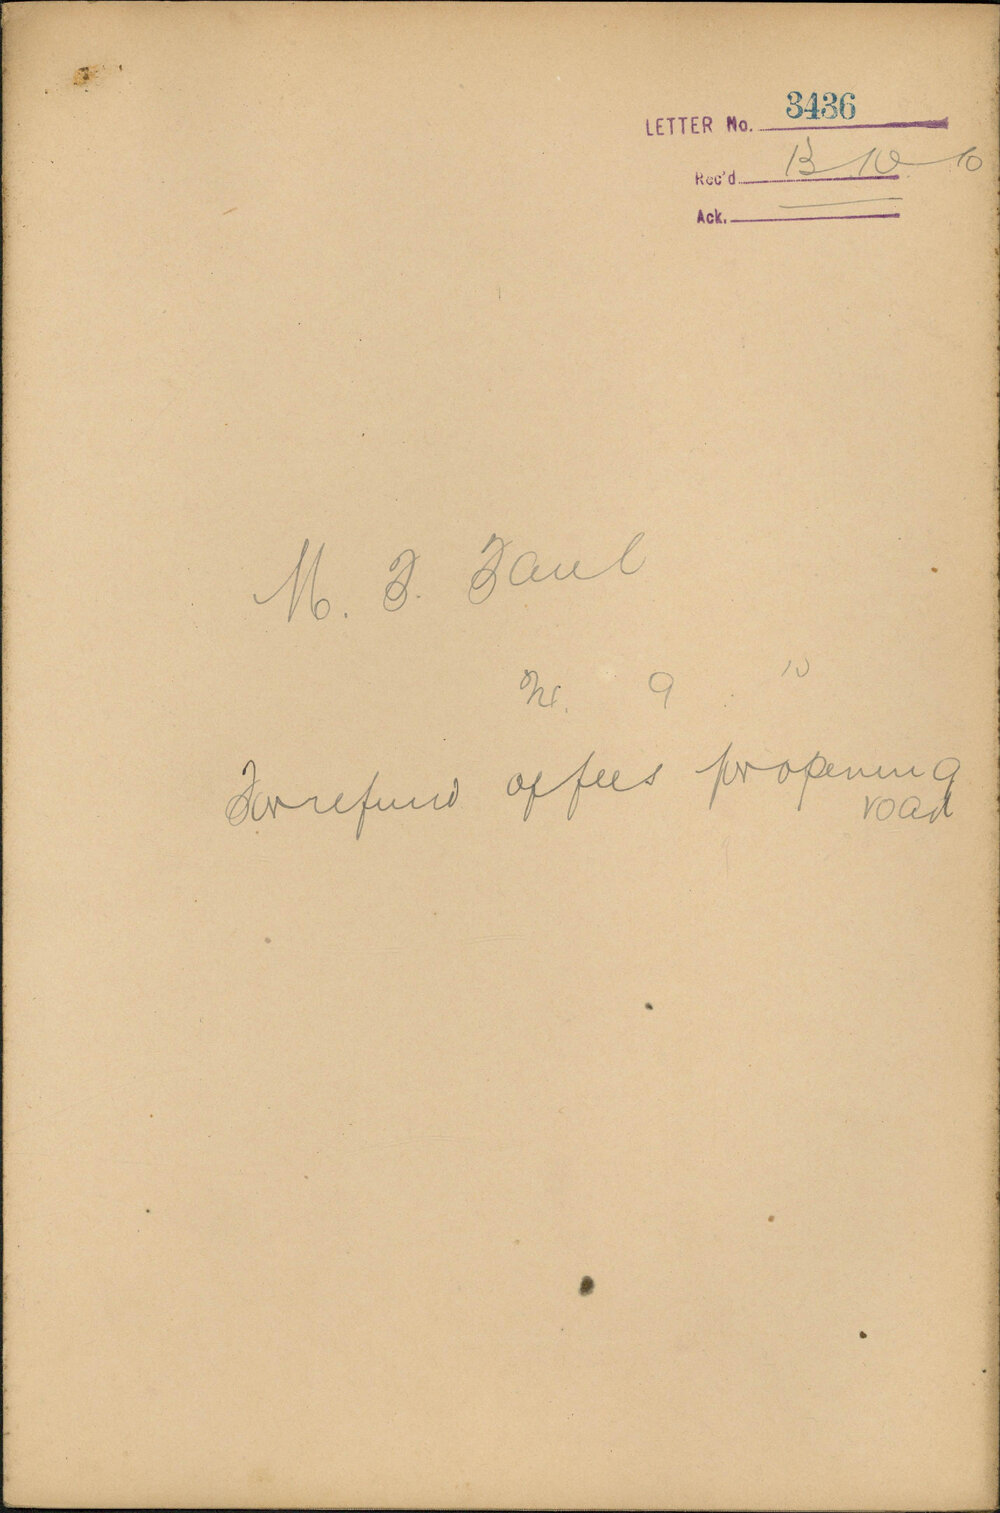 LETTER No. 3436
Rec'd 13 10 10
Ack.
M. F. Faul
9 10
For refund of fees for opening
road